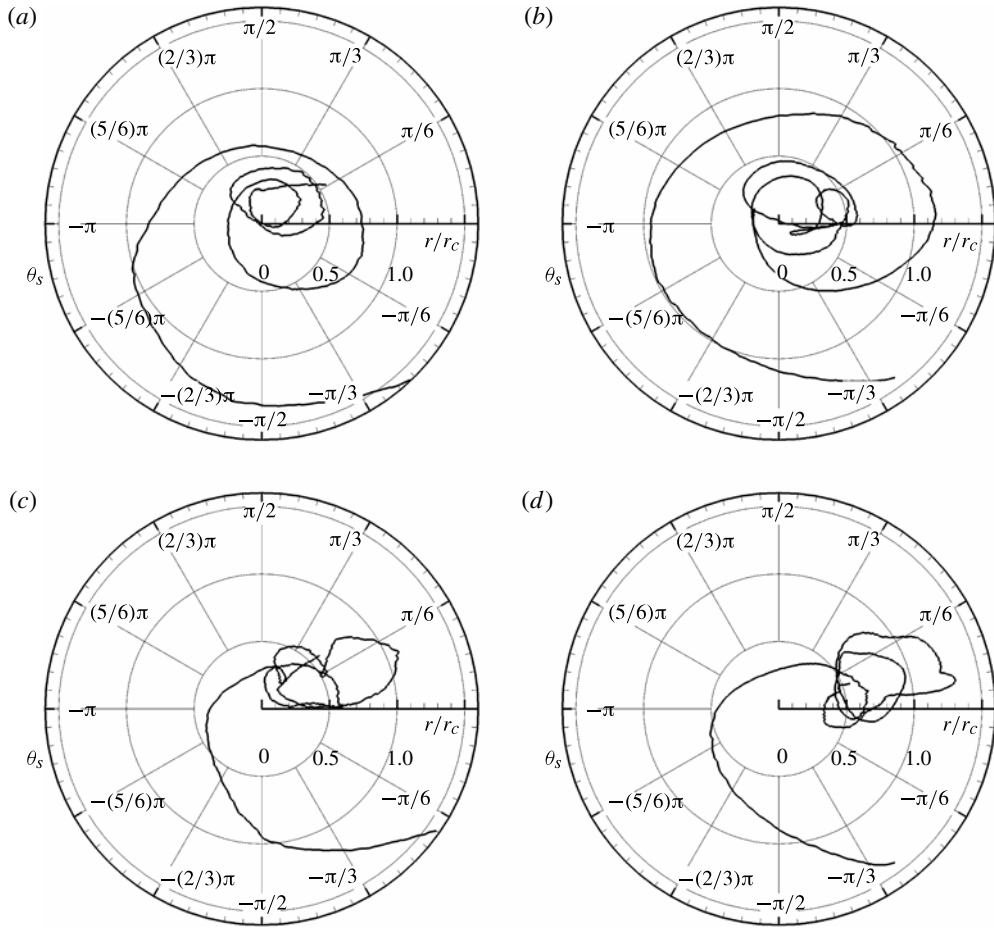 (a)
π/2
(2/3)π
π/3
(5/6)π
π/6
−π
r/r_c
θ_s
0
0.5
1.0
−(5/6)π
−π/6
−(2/3)π
−π/3
−π/2
(b)
π/2
(2/3)π
π/3
(5/6)π
π/6
−π
r/r_c
θ_s
0
0.5
1.0
−(5/6)π
−π/6
−(2/3)π
−π/3
−π/2
(c)
π/2
(2/3)π
π/3
(5/6)π
π/6
−π
r/r_c
θ_s
0
0.5
1.0
−(5/6)π
−π/6
−(2/3)π
−π/3
−π/2
(d)
π/2
(2/3)π
π/3
(5/6)π
π/6
−π
r/r_c
θ_s
0
0.5
1.0
−(5/6)π
−π/6
−(2/3)π
−π/3
−π/2